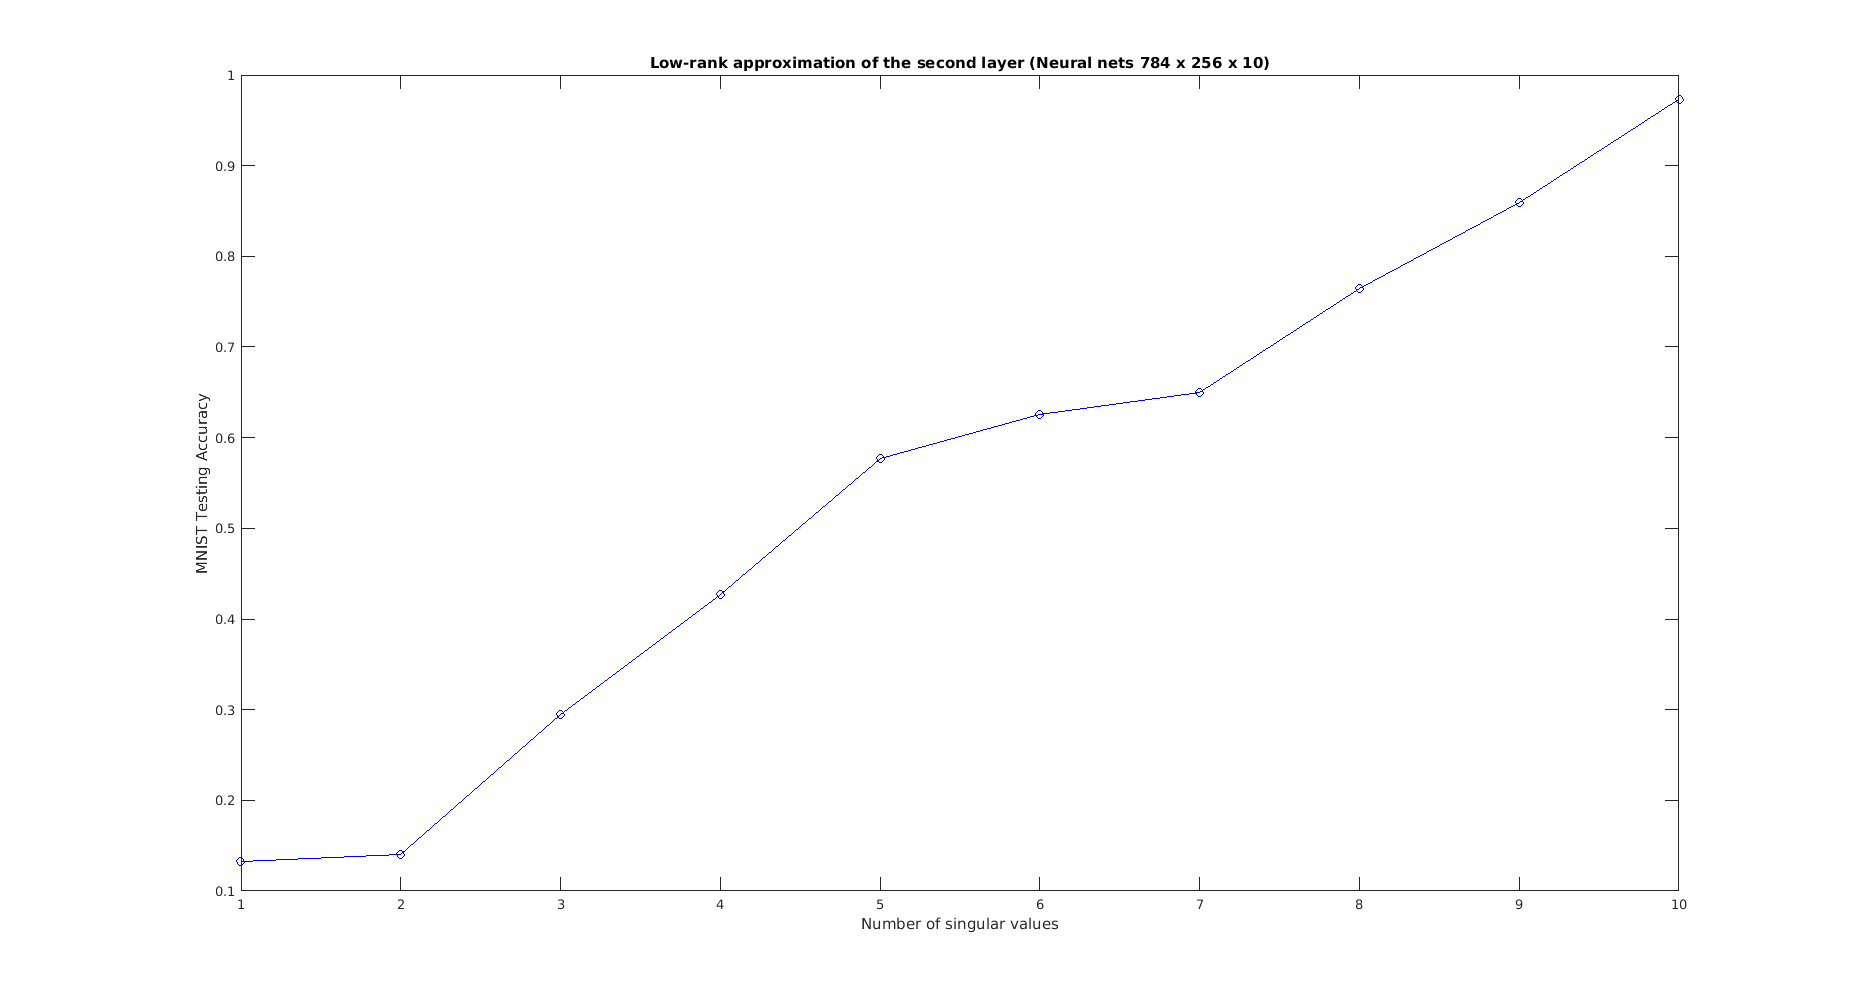 Low-rank approximation of the second layer (Neural nets 784 x 256 x 10)
1
0.9
0.8
0.7
0.6
0.5
0.4
0.3
0.2
0.1
MNIST Testing Accuracy
1 2 3 4 5 6 7 8 9 10
Number of singular values